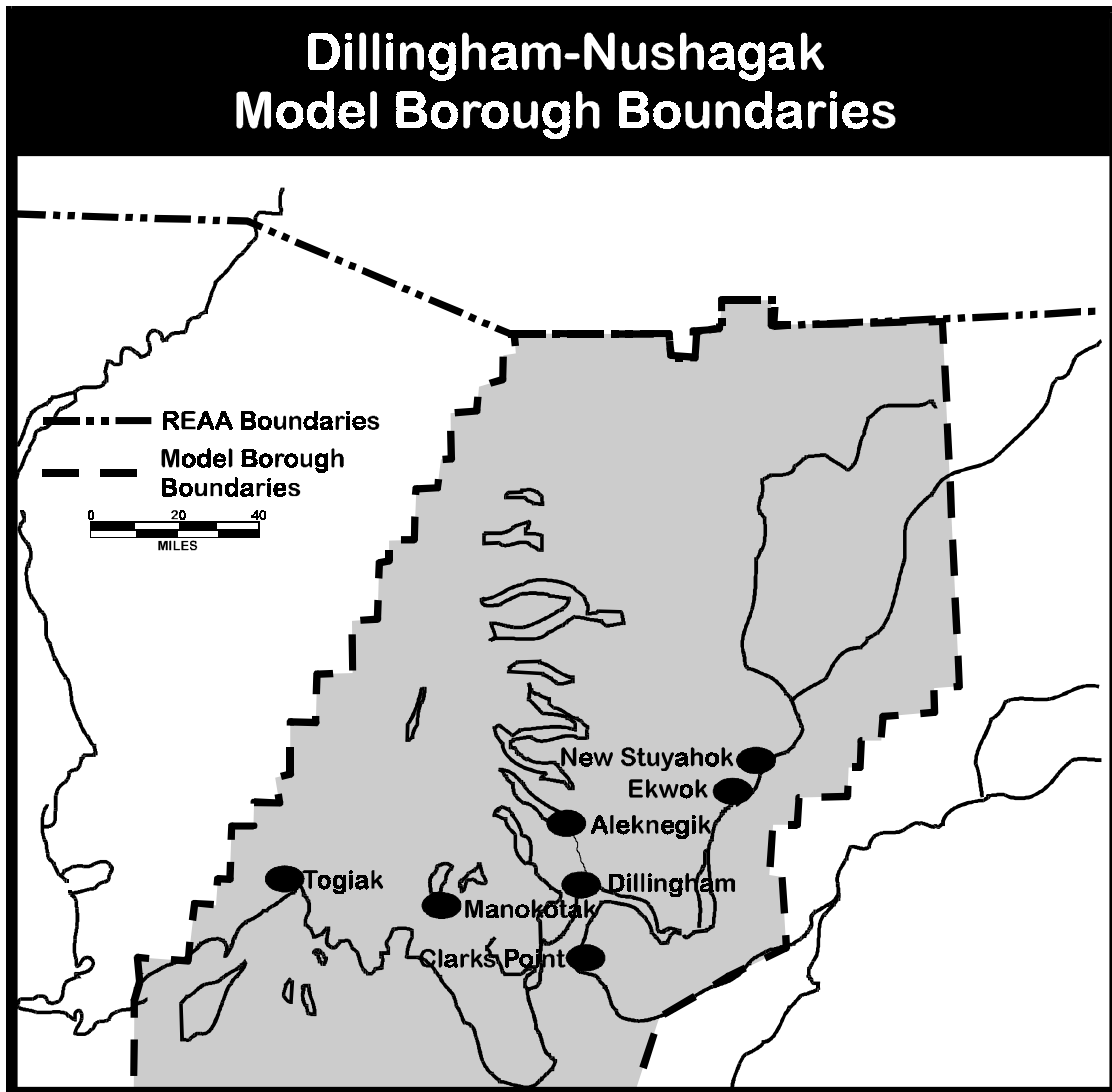 Dillingham-Nushagak
Model Borough Boundaries
REAA Boundaries
Model Borough
Boundaries
0 20 40
MILES
New Stuyahok
Ekwok
Aleknegik
Togiak
Dillingham
Manokotak
Clarks Point